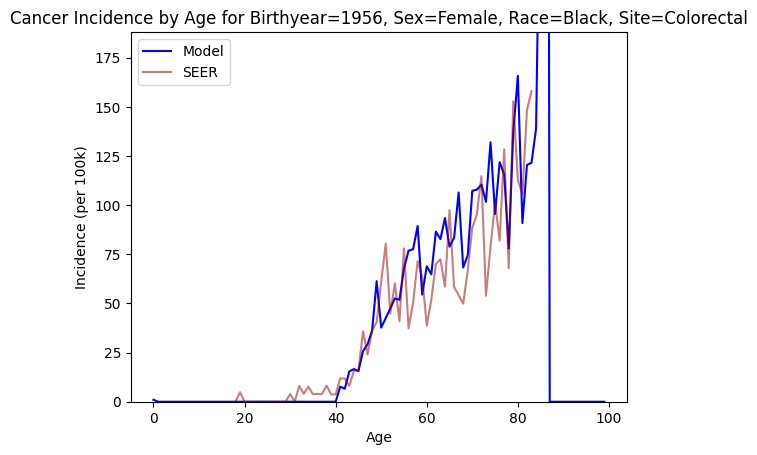 Cancer Incidence by Age for Birthyear=1956, Sex=Female, Race=Black, Site=Colorectal
Model
SEER
175
150
125
100
75
50
25
0
Incidence (per 100k)
0 20 40 60 80 100
Age